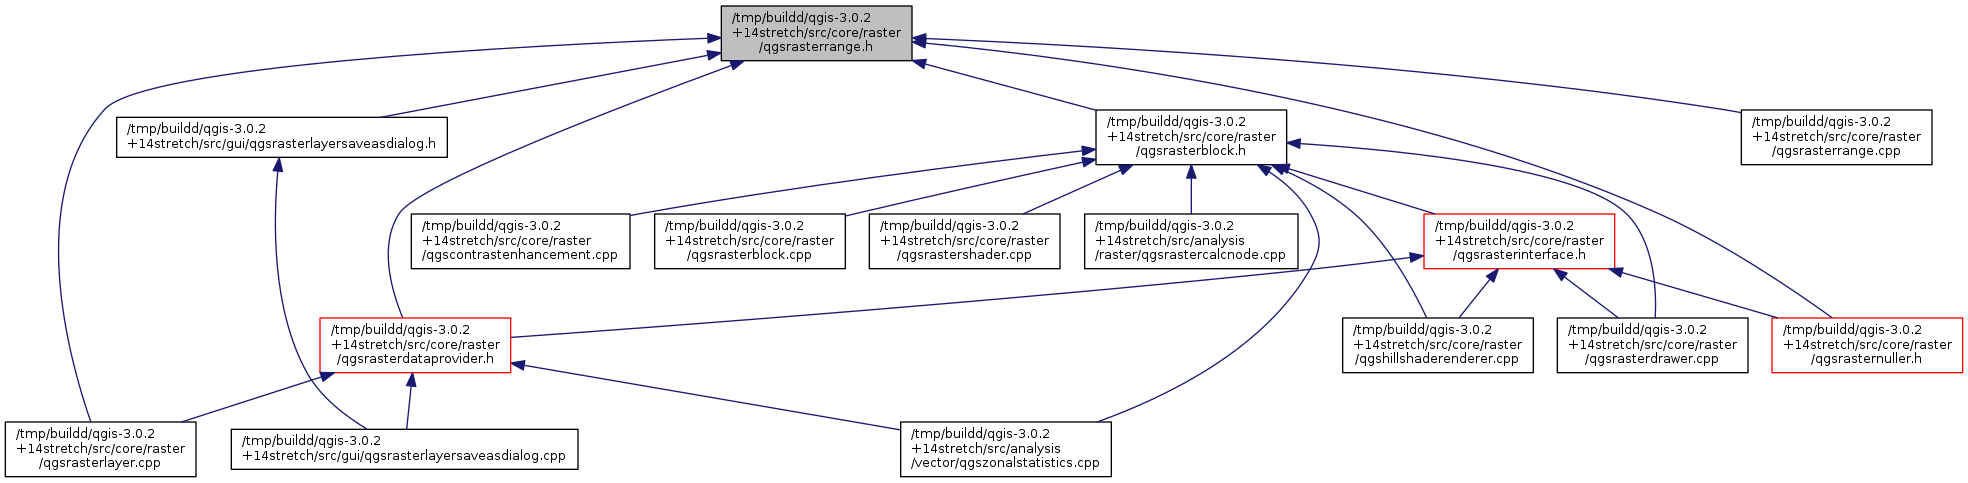 /tmp/buildd/qgis-3.0.2
+14stretch/src/core/raster
/qgsrasterrange.h
/tmp/buildd/qgis-3.0.2
+14stretch/src/gui/qgsrasterlayersaveasdialog.h
/tmp/buildd/qgis-3.0.2
+14stretch/src/core/raster
/qgsrasterblock.h
/tmp/buildd/qgis-3.0.2
+14stretch/src/core/raster
/qgsrasterrange.cpp
/tmp/buildd/qgis-3.0.2
+14stretch/src/core/raster
/qgscontrastenhancement.cpp
/tmp/buildd/qgis-3.0.2
+14stretch/src/core/raster
/qgsrasterblock.cpp
/tmp/buildd/qgis-3.0.2
+14stretch/src/core/raster
/qgsrastershader.cpp
/tmp/buildd/qgis-3.0.2
+14stretch/src/analysis
/raster/qgsrastercalcnode.cpp
/tmp/buildd/qgis-3.0.2
+14stretch/src/core/raster
/qgsrasterinterface.h
/tmp/buildd/qgis-3.0.2
+14stretch/src/core/raster
/qgsrasterdataprovider.h
/tmp/buildd/qgis-3.0.2
+14stretch/src/core/raster
/qgshillshaderenderer.cpp
/tmp/buildd/qgis-3.0.2
+14stretch/src/core/raster
/qgsrasterdrawer.cpp
/tmp/buildd/qgis-3.0.2
+14stretch/src/core/raster
/qgsrasternuller.h
/tmp/buildd/qgis-3.0.2
+14stretch/src/core/raster
/qgsrasterlayer.cpp
/tmp/buildd/qgis-3.0.2
+14stretch/src/gui/qgsrasterlayersaveasdialog.cpp
/tmp/buildd/qgis-3.0.2
+14stretch/src/analysis
/vector/qgszonalstatistics.cpp